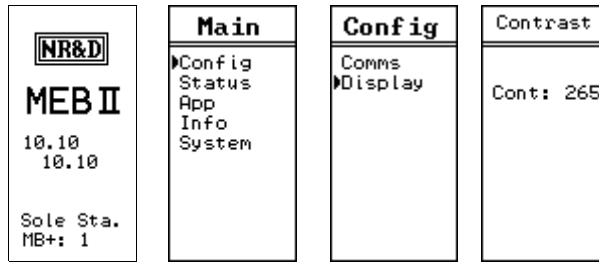 NR&D
MEB II
10.10
10.10
Sole Sta.
MB+: 1
Main
Config
Status
App
Info
System
Config
Comms
Display
Contrast
Cont: 265